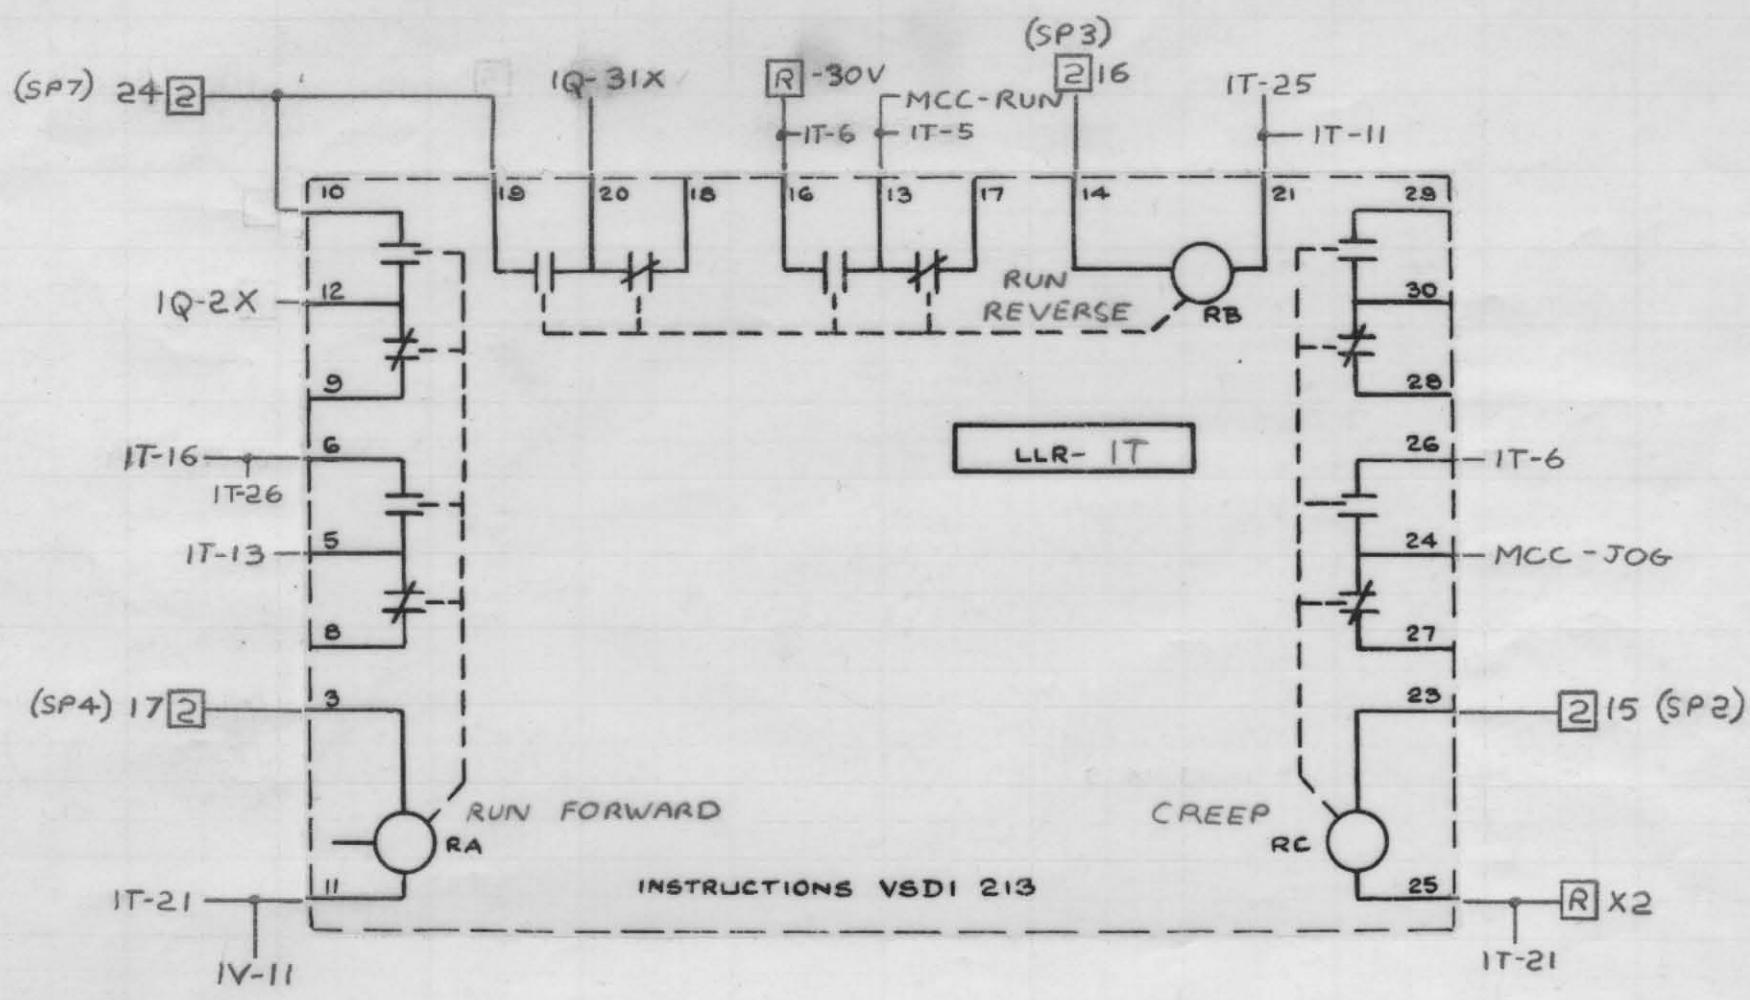 (SP3)
(SP7) 24 2
1Q-31X
R -30V
2 16
1T-25
MCC-RUN
1T-6
1T-5
1T-11
10
19
20
18
16
13
17
14
21
29
1Q-2X
12
RUN
REVERSE
RB
30
9
28
1T-16
6
1T-26
LLR- 1T
26
1T-6
1T-13
5
24
MCC-JOG
8
27
(SP4) 17 2
3
23
2 15 (SP2)
RUN FORWARD
RA
CREEP
RC
1T-21
11
INSTRUCTIONS VSDI 213
25
R X2
1V-11
1T-21